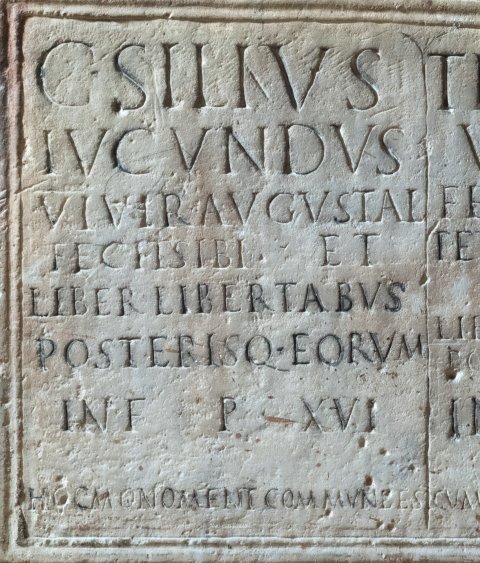 C·SILIVS
IVCVNDVS
VI VIR AVGVSTAL
FECIT SIBI ET
LIBER LIBERTABVS
POSTERISQ·EORVM
IN F P XVI
HOC MONOMENT COMMVNE ES